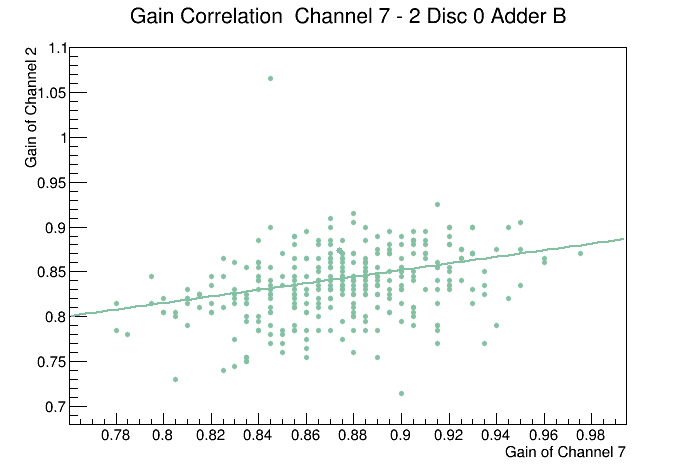 Gain Correlation  Channel 7 - 2 Disc 0 Adder B
Gain of Channel 2
1.1
1.05
1
0.95
0.9
0.85
0.8
0.75
0.7
0.78 0.8 0.82 0.84 0.86 0.88 0.9 0.92 0.94 0.96 0.98
Gain of Channel 7